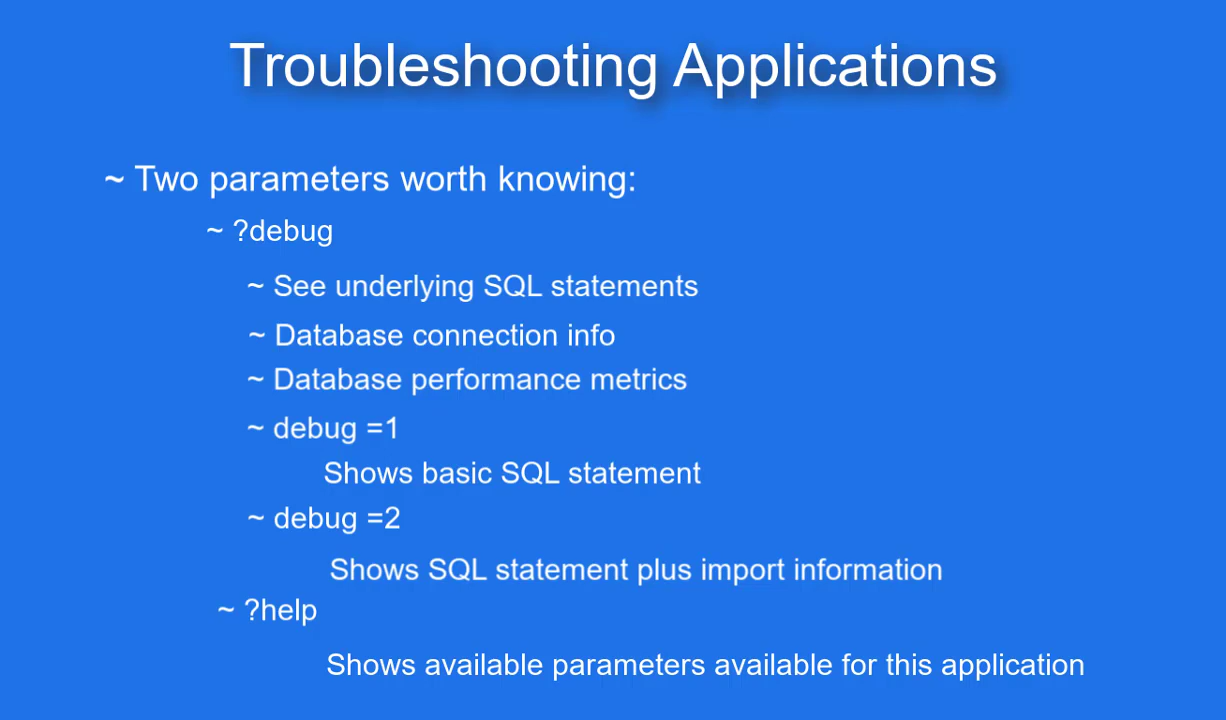 Troubleshooting Applications
~ Two parameters worth knowing:
~ ?debug
~ See underlying SQL statements
~ Database connection info
~ Database performance metrics
~ debug =1
Shows basic SQL statement
~ debug =2
Shows SQL statement plus import information
~ ?help
Shows available parameters available for this application